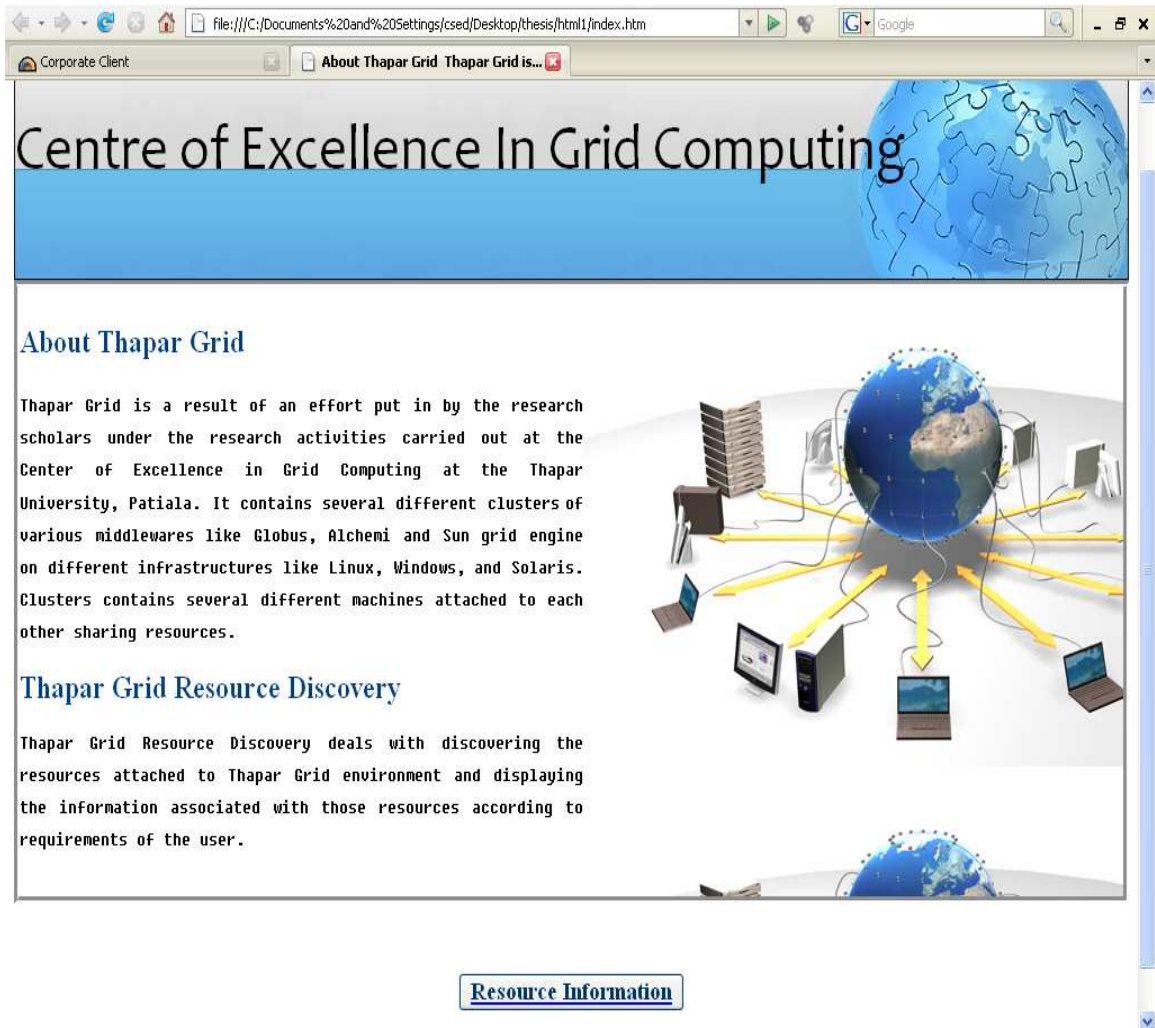 file:///C:/Documents%20and%20Settings/csed/Desktop/thesis/html1/index.htm
G Google
Corporate Client
About Thapar Grid Thapar Grid is...
Centre of Excellence In Grid Computing
About Thapar Grid
Thapar Grid is a result of an effort put in by the research
scholars under the research activities carried out at the
Center of Excellence in Grid Computing at the Thapar
University, Patiala. It contains several different clusters of
various middlewares like Globus, Alchemi and Sun grid engine
on different infrastructures like Linux, Windows, and Solaris.
Clusters contains several different machines attached to each
other sharing resources.
Thapar Grid Resource Discovery
Thapar Grid Resource Discovery deals with discovering the
resources attached to Thapar Grid environment and displaying
the information associated with those resources according to
requirements of the user.
Resource Information